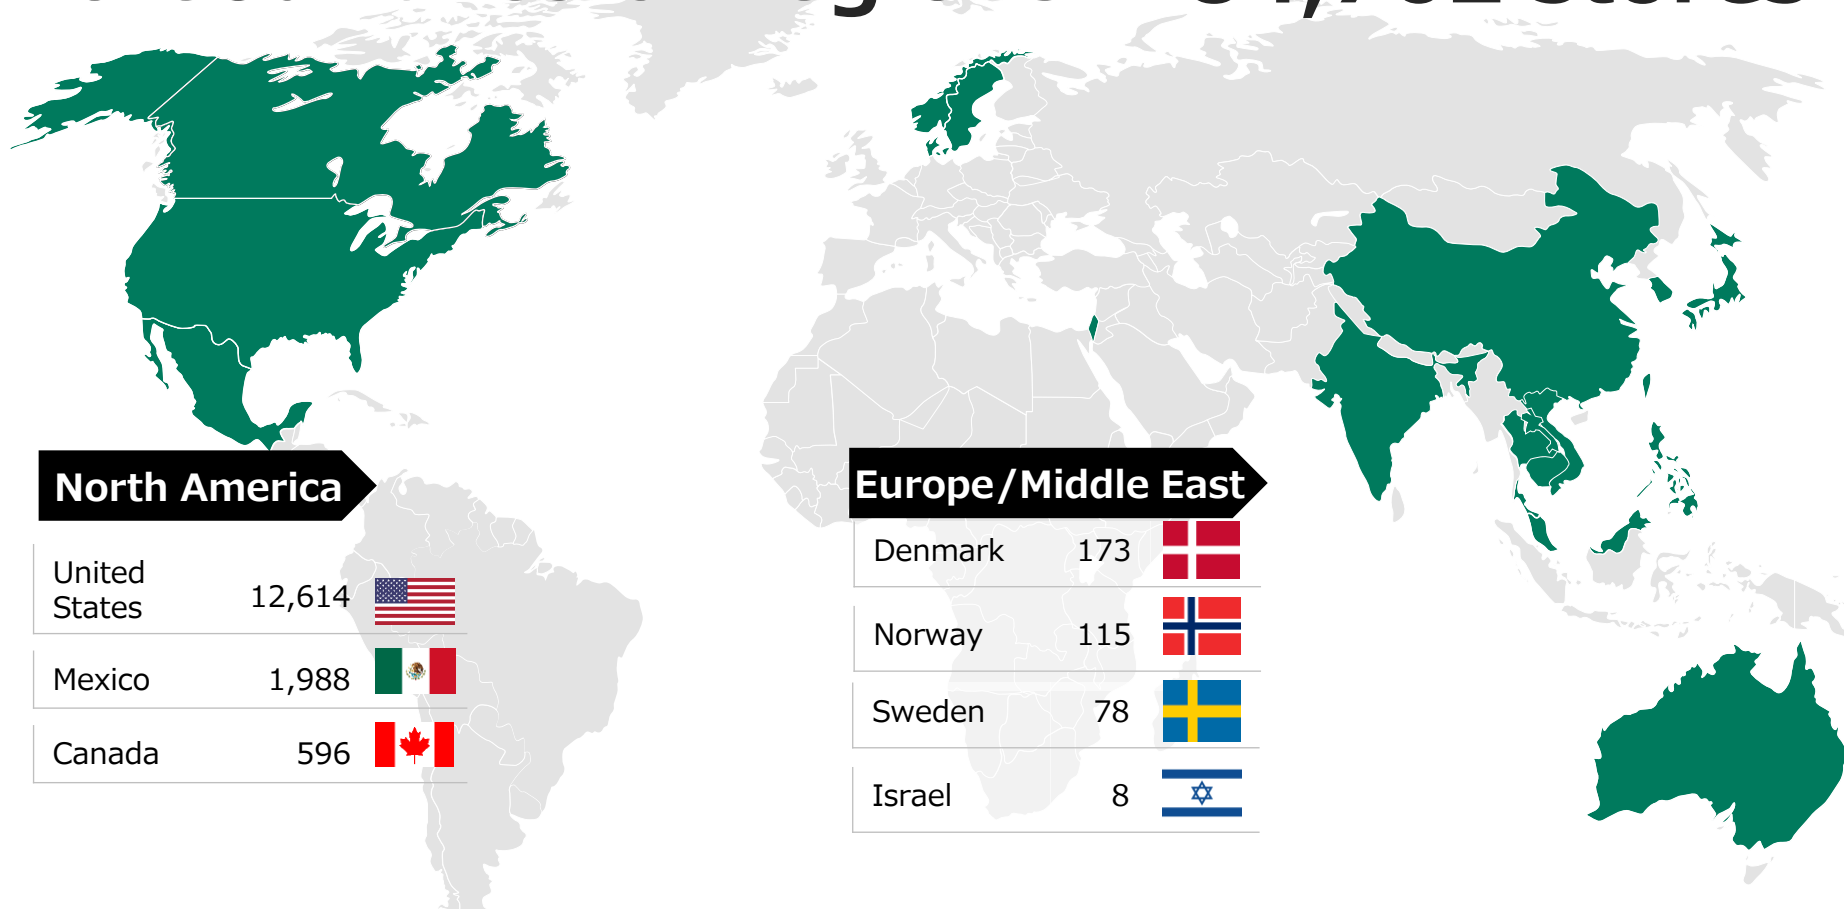 stores
North America
United
States
12,614
Mexico 1,988
Canada 596
Europe/Middle East
Denmark 173
Norway 115
Sweden 78
Israel 8